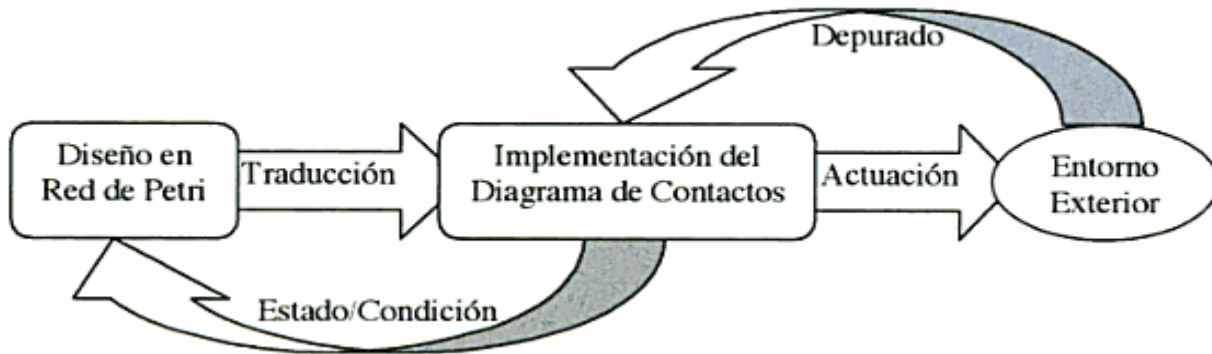 Depurado
Diseño en
Red de Petri
Traducción
Implementación del
Diagrama de Contactos
Actuación
Entorno
Exterior
Estado/Condición